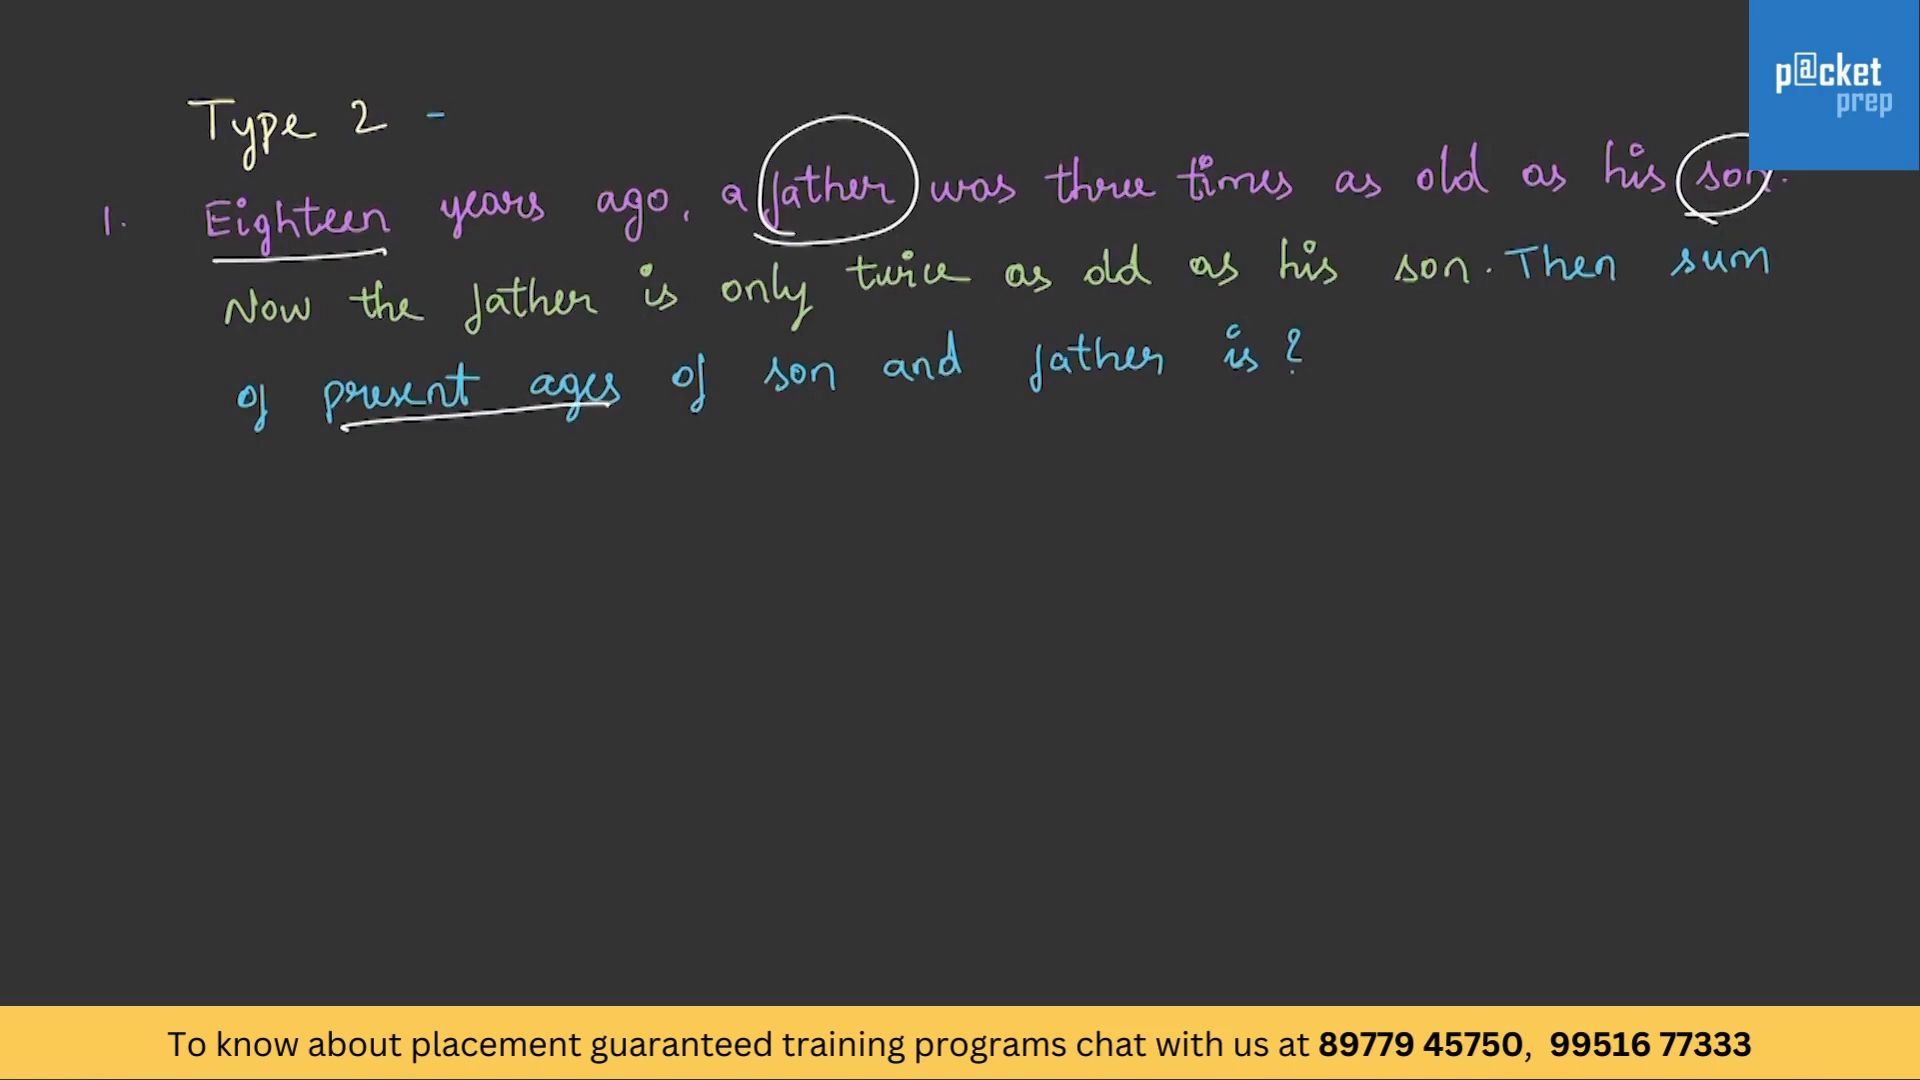 p@cket
prep
Type 2 -
1. Eighteen years ago, a father was three times as old as his son.
Now the father is only twice as old as his son. Then sum
of present ages of son and father is?
To know about placement guaranteed training programs chat with us at 89779 45750, 99516 77333